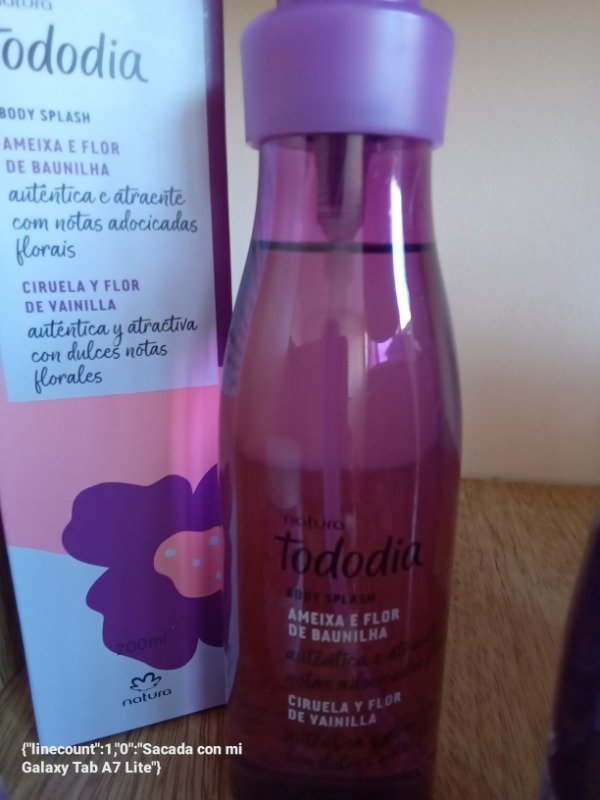 natura
Tododia
BODY SPLASH
AMEIXA E FLOR
DE BAUNILHA
autêntica e atraente
com notas adocicadas
florais
CIRUELA Y FLOR
DE VAINILLA
auténtica y atractiva
con dulces notas
florales
200ml
natura
natura
Tododia
BODY SPLASH
AMEIXA E FLOR
DE BAUNILHA
autêntica e
notas
CIRUELA Y FLOR
DE VAINILLA
{"linecount":1,"0":"Sacada con mi
Galaxy Tab A7 Lite"}